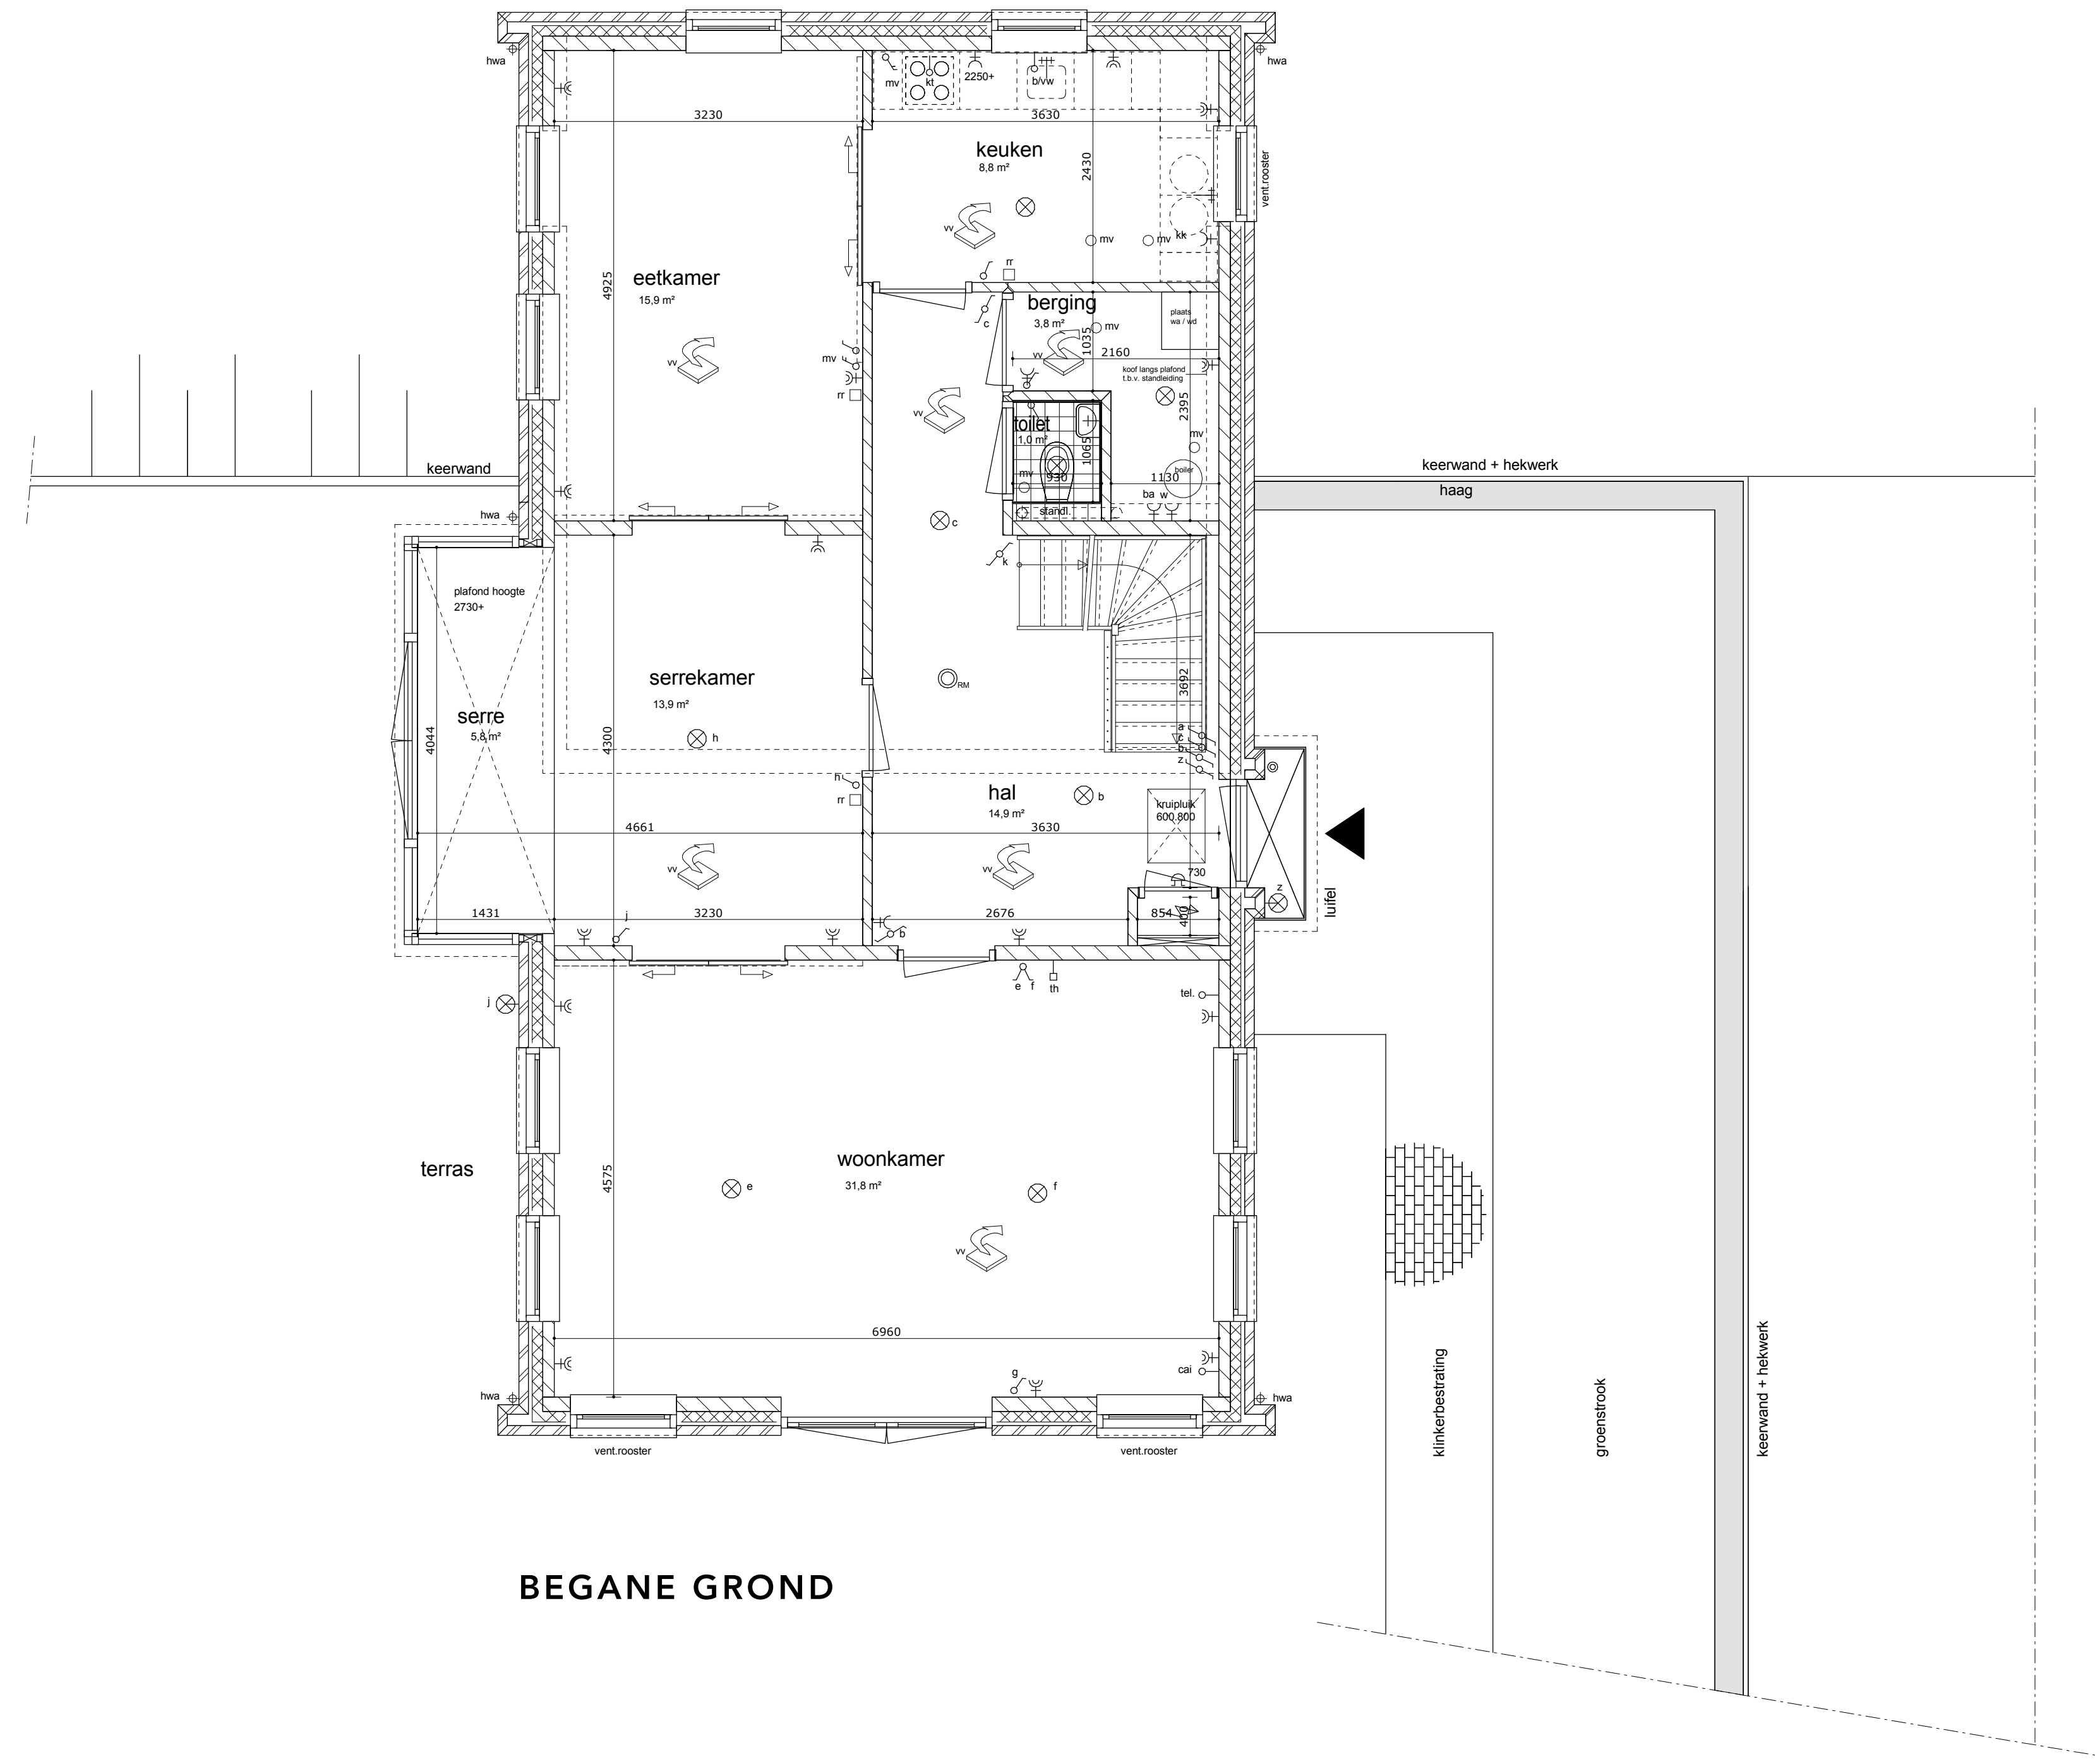 hwa
hwa
mv
kt
2250+
b/vw
3230
3630
keuken
8,8 m²
2430
vent.rooster
vv
mv
mv
kk
eetkamer
15,9 m²
4925
rr
berging
3,8 m²
c
mv
plaats
wa / wd
1035
2160
vv
vv
mv
koof langs plafond
t.b.v. standleiding
rr
vv
2395
toilet
1,0 m²
1065
mv
mv
930
1130
boiler
ba
w
standl.
keerwand
keerwand + hekwerk
haag
hwa
c
k
plafond hoogte
2730+
serrekamer
13,9 m²
RM
3692
serre
5,8 m²
4044
4300
h
a
c
b
z
h
rr
hal
14,9 m²
b
kruipluik
600.800
4661
3630
vv
vv
730
z
luifel
1431
j
3230
2676
854
400
b
e
f
th
tel.
j
terras
woonkamer
31,8 m²
4575
e
f
vv
6960
g
cai
hwa
hwa
vent.rooster
vent.rooster
klinkerbestrating
groenstrook
keerwand + hekwerk
BEGANE GROND